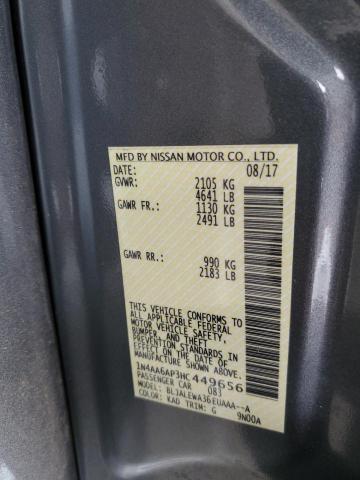 MFD BY NISSAN MOTOR CO., LTD.
DATE: 08/17
GVWR: 2105 KG
4641 LB
GAWR FR.: 1130 KG
2491 LB
GAWR RR.: 990 KG
2183 LB
THIS VEHICLE CONFORMS
TO ALL APPLICABLE FEDERAL
MOTOR VEHICLE SAFETY,
BUMPER, AND THEFT
PREVENTION STANDARDS IN
EFFECT ON THE DATE OF
MANUFACTURE SHOWN ABOVE.
1N4AA6AP3HC449656
PASSENGER CAR 083
BLJALEWA36EUAAA--A
COLOR: KAD TRIM: G 9N00A